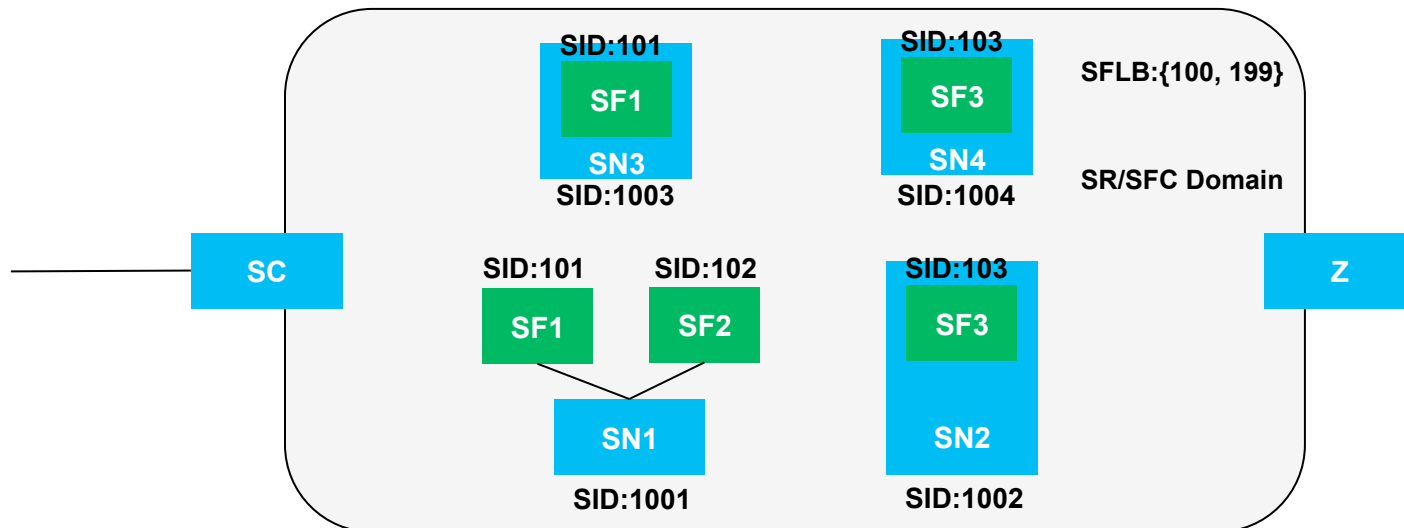 SID:101
SID:103
SFLB:{100, 199}
SF1
SF3
SN3
SN4
SR/SFC Domain
SID:1003
SID:1004
SC
Z
SID:101
SID:102
SID:103
SF1
SF2
SF3
SN1
SN2
SID:1001
SID:1002